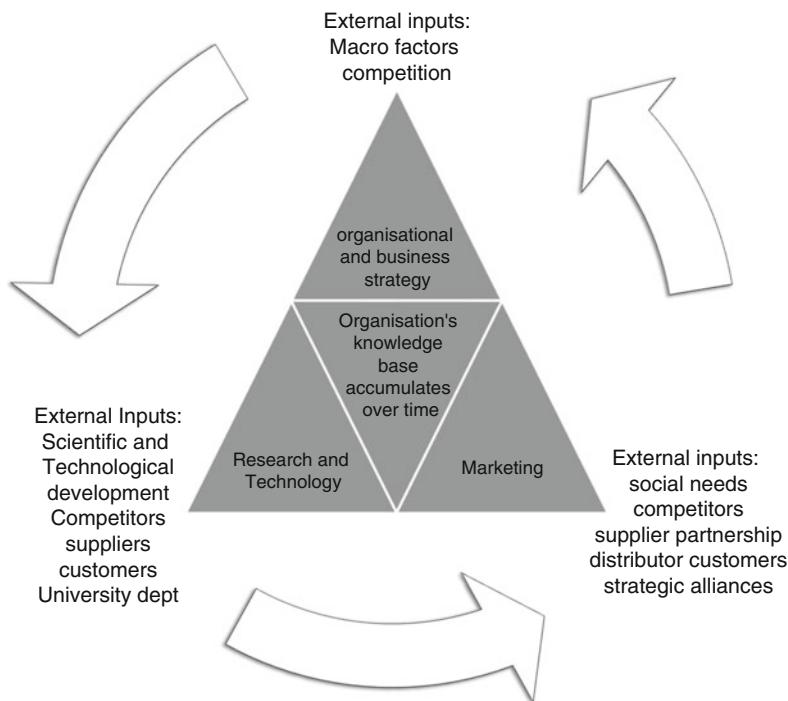 External inputs:
Macro factors
competition
organisational
and business
strategy
Organisation's
knowledge
base
accumulates
over time
Research and
Technology
Marketing
External Inputs:
Scientific and
Technological
development
Competitors
suppliers
customers
University dept
External inputs:
social needs
competitors
supplier partnership
distributor customers
strategic alliances